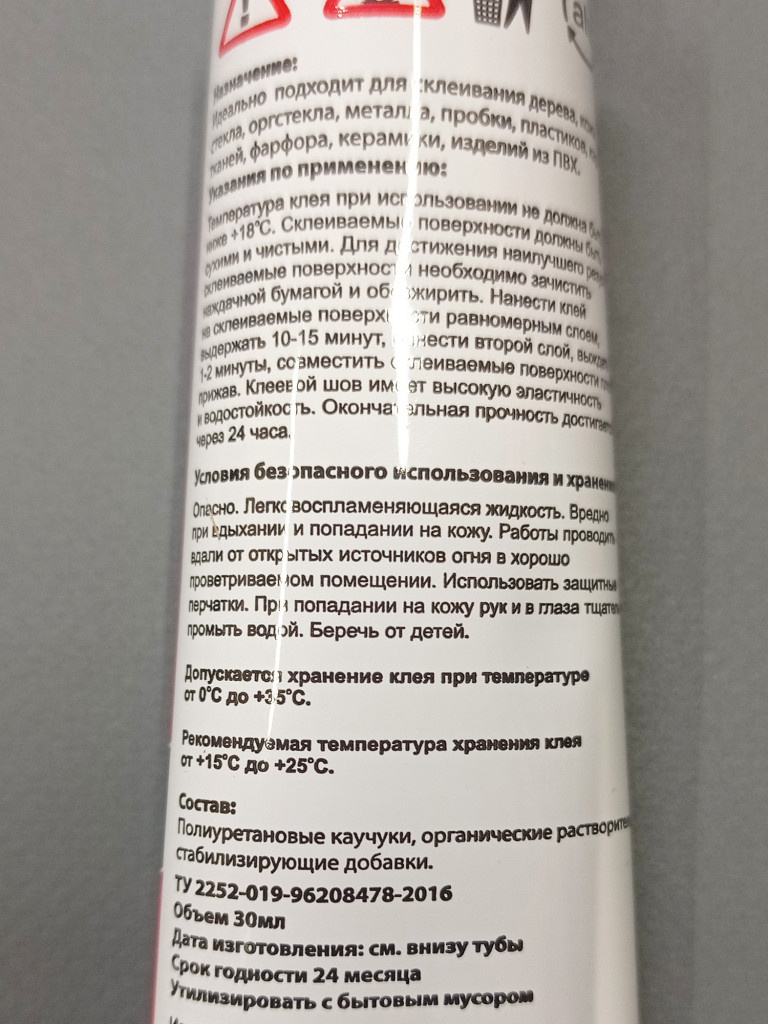 Назначение:
Идеально подходит для склеивания дерева,
стекла, оргстекла, металла, пробки, пластиков,
тканей, фарфора, керамики, изделий из ПВХ.
Указания по применению:
Температура клея при использовании не должна
ниже +18°С. Склеиваемые поверхности должны
сухими и чистыми. Для достижения наилучшего
склеиваемые поверхности необходимо зачистить
наждачной бумагой и обезжирить. Нанести клей
на склеиваемые поверхности равномерным слоем,
выдержать 10-15 минут, нанести второй слой,
1-2 минуты, совместить склеиваемые поверхности
прижав. Клеевой шов имеет высокую эластичность
и водостойкость. Окончательная прочность
через 24 часа.
Условия безопасного использования и
Опасно. Легковоспламеняющаяся жидкость. Вредно
при вдыхании и попадании на кожу. Работы проводить
вдали от открытых источников огня в хорошо
проветриваемом помещении. Использовать защитные
перчатки. При попадании на кожу рук и в глаза
промыть водой. Беречь от детей.
Допускается хранение клея при температуре
от 0°С до +35°С.
Рекомендуемая температура хранения клея
от +15°С до +25°С.
Состав:
Полиуретановые каучуки, органические
стабилизирующие добавки.
ТУ 2252-019-96208478-2016
Объем 30мл
Дата изготовления: см. внизу тубы
Срок годности 24 месяца
Утилизировать с бытовым мусором